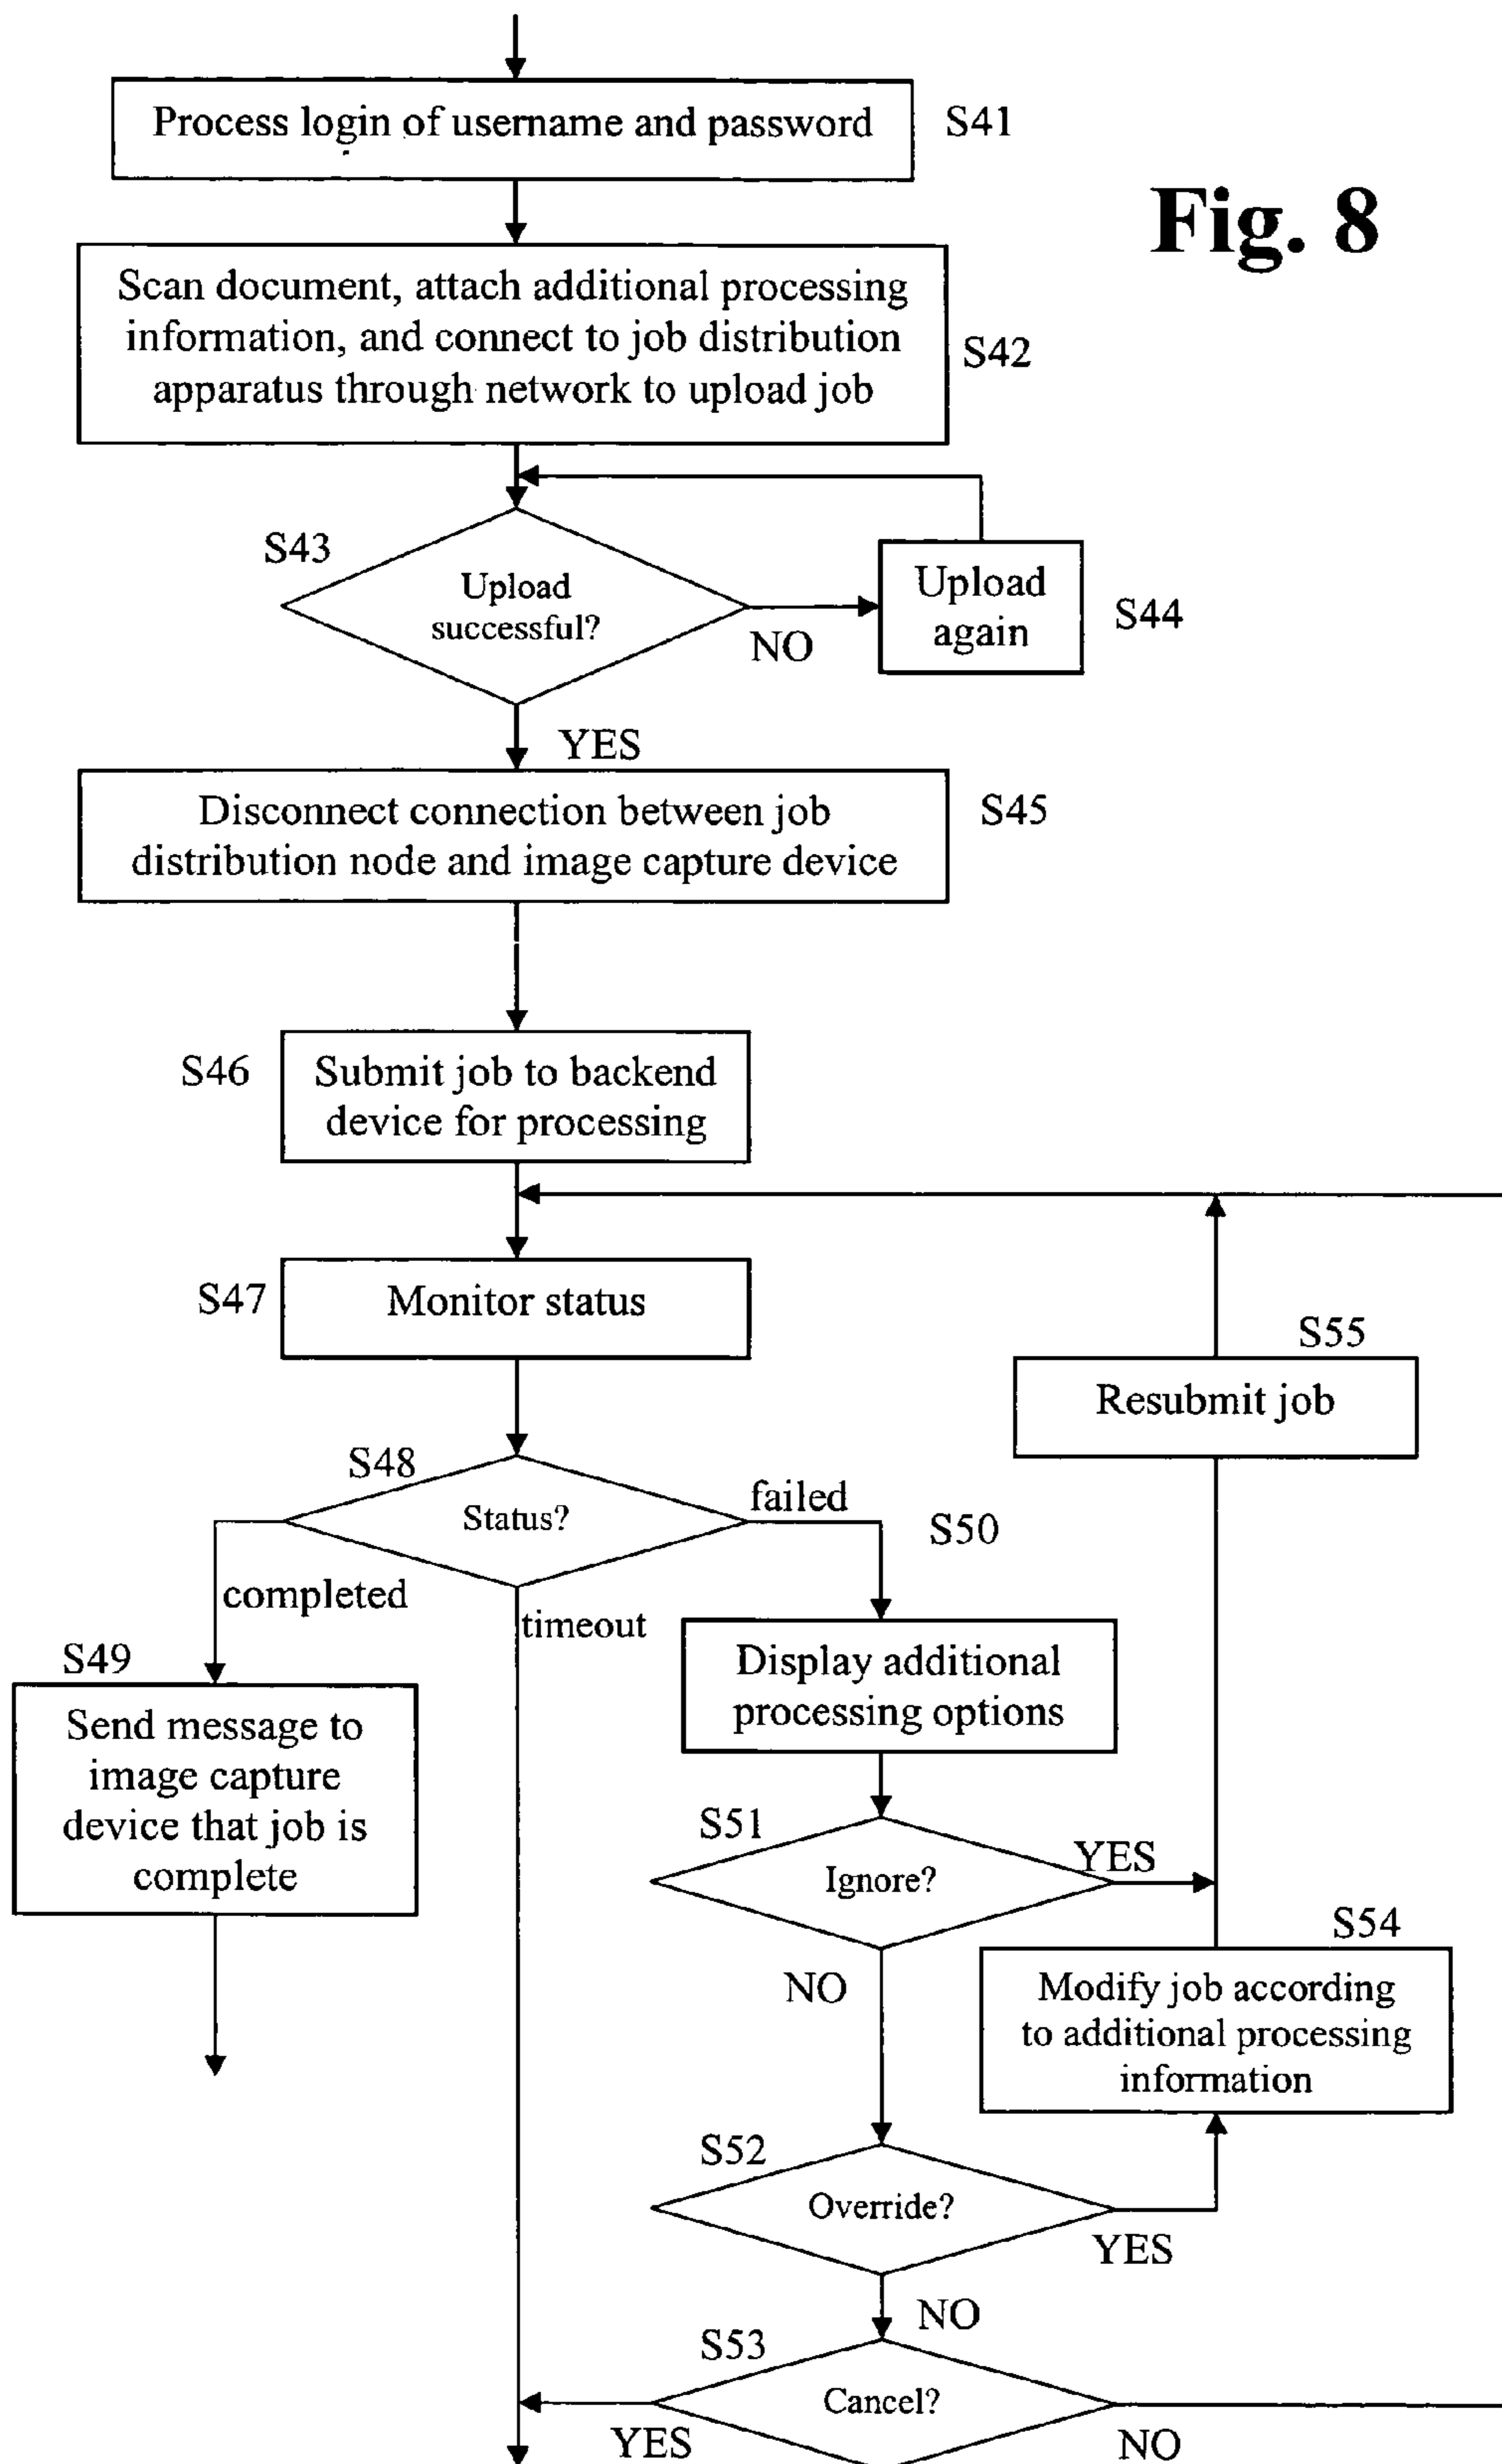 Process login of username and password
S41
Fig. 8
Scan document, attach additional processing
information, and connect to job distribution
apparatus through network to upload job
S42
S43
Upload
successful?
NO
Upload
again
S44
YES
Disconnect connection between job
distribution node and image capture device
S45
S46
Submit job to backend
device for processing
S47
Monitor status
S55
Resubmit job
S48
Status?
failed
S50
completed
timeout
S49
Send message to
image capture
device that job is
complete
Display additional
processing options
S51
Ignore?
YES
NO
S54
Modify job according
to additional processing
information
S52
Override?
YES
NO
S53
Cancel?
YES
NO